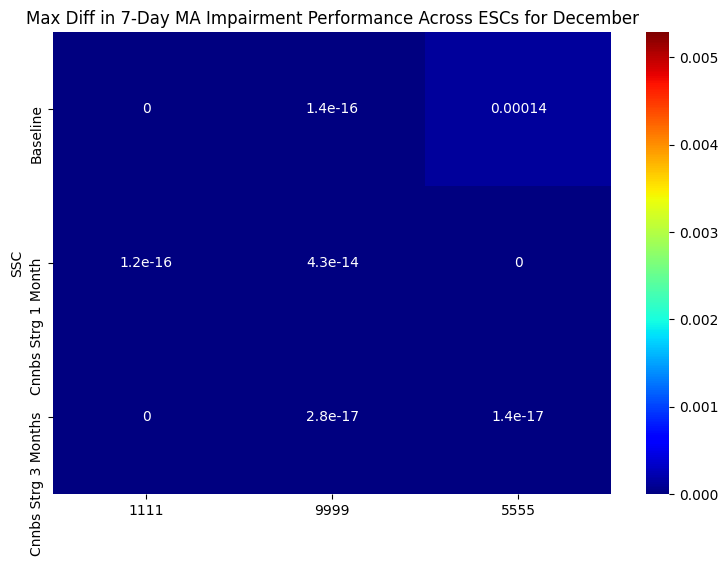 Max Diff in 7-Day MA Impairment Performance Across ESCs for December
SSC
Baseline
0
1.4e-16
0.00014
Cnnbs Strg 1 Month
1.2e-16
4.3e-14
0
Cnnbs Strg 3 Months
0
2.8e-17
1.4e-17
1111
9999
5555
0.005
0.004
0.003
0.002
0.001
0.000